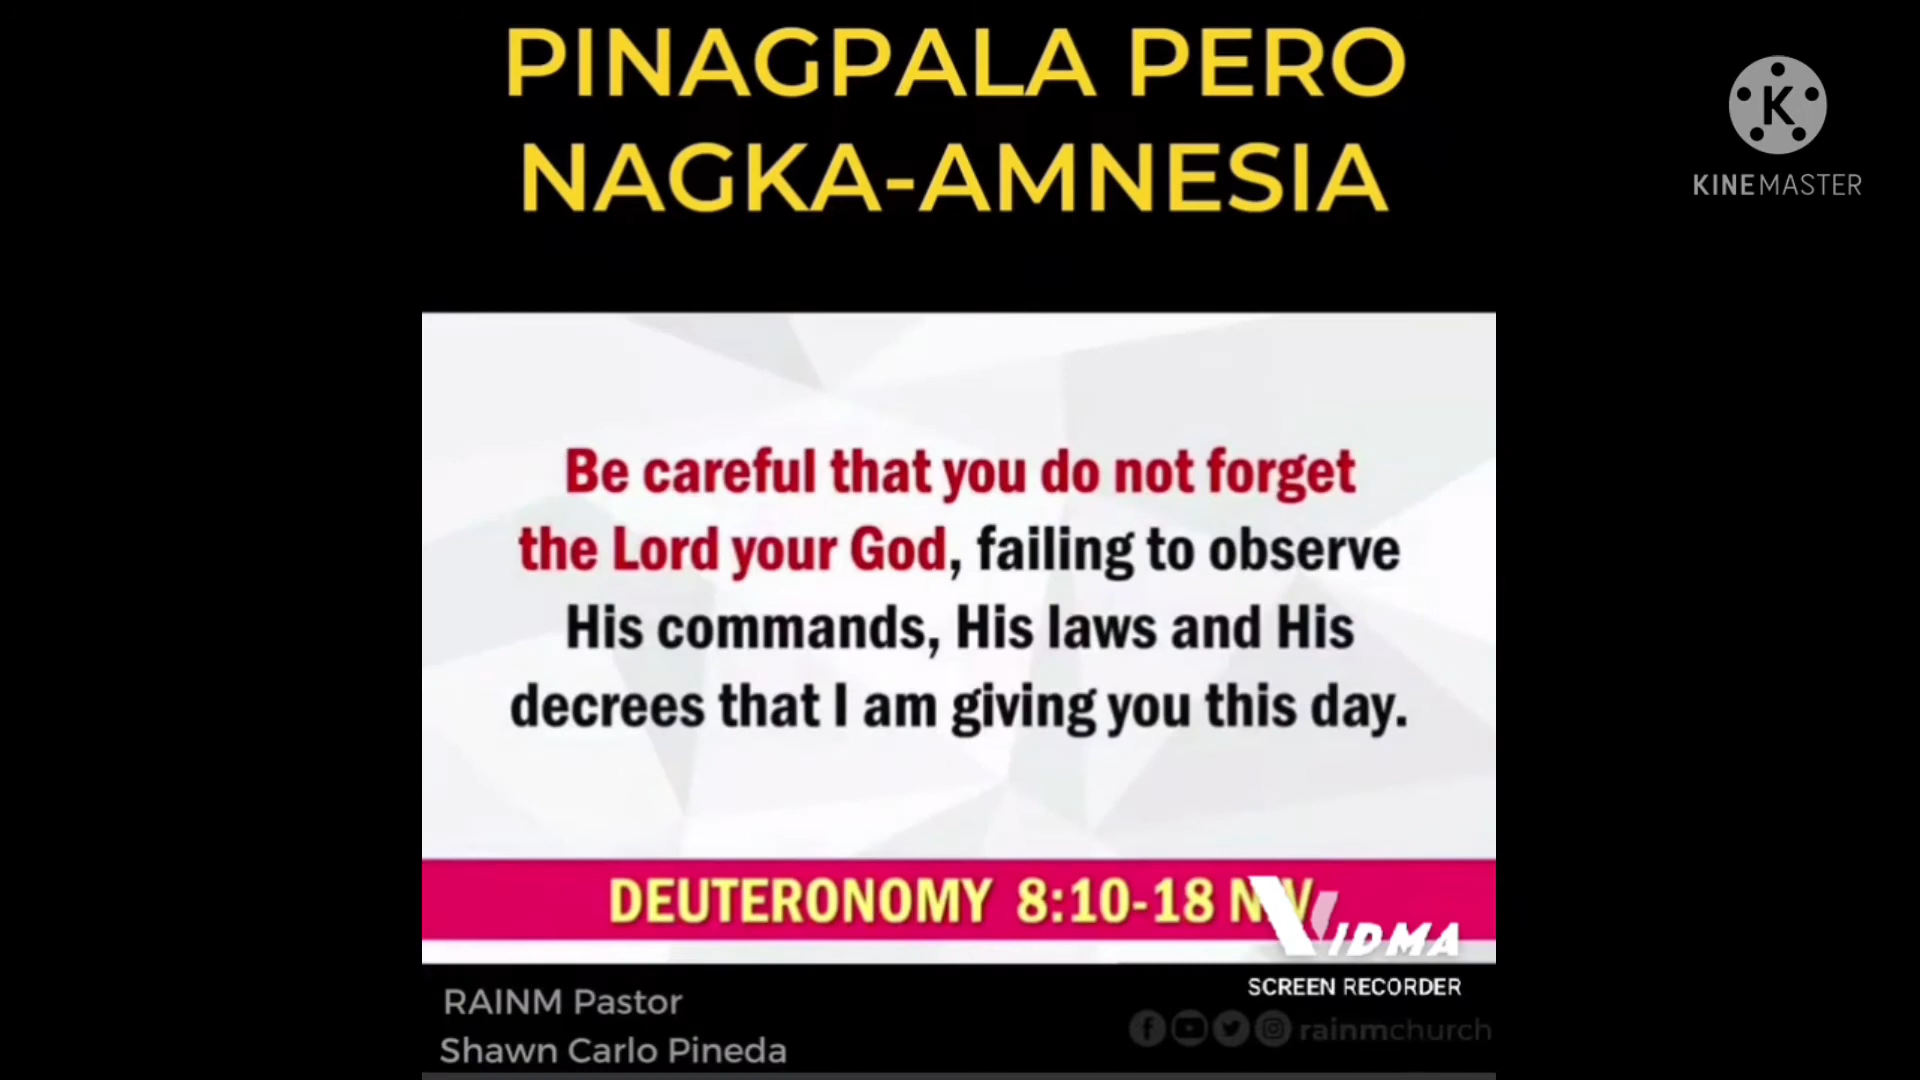 PINAGPALA PERO
NAGKA-AMNESIA
K
KINEMASTER
Be careful that you do not forget
the Lord your God, failing to observe
His commands, His laws and His
decrees that I am giving you this day.
DEUTERONOMY 8:10-18 NIV
VIDMA
SCREEN RECORDER
RAINM Pastor
Shawn Carlo Pineda
rainmchurch